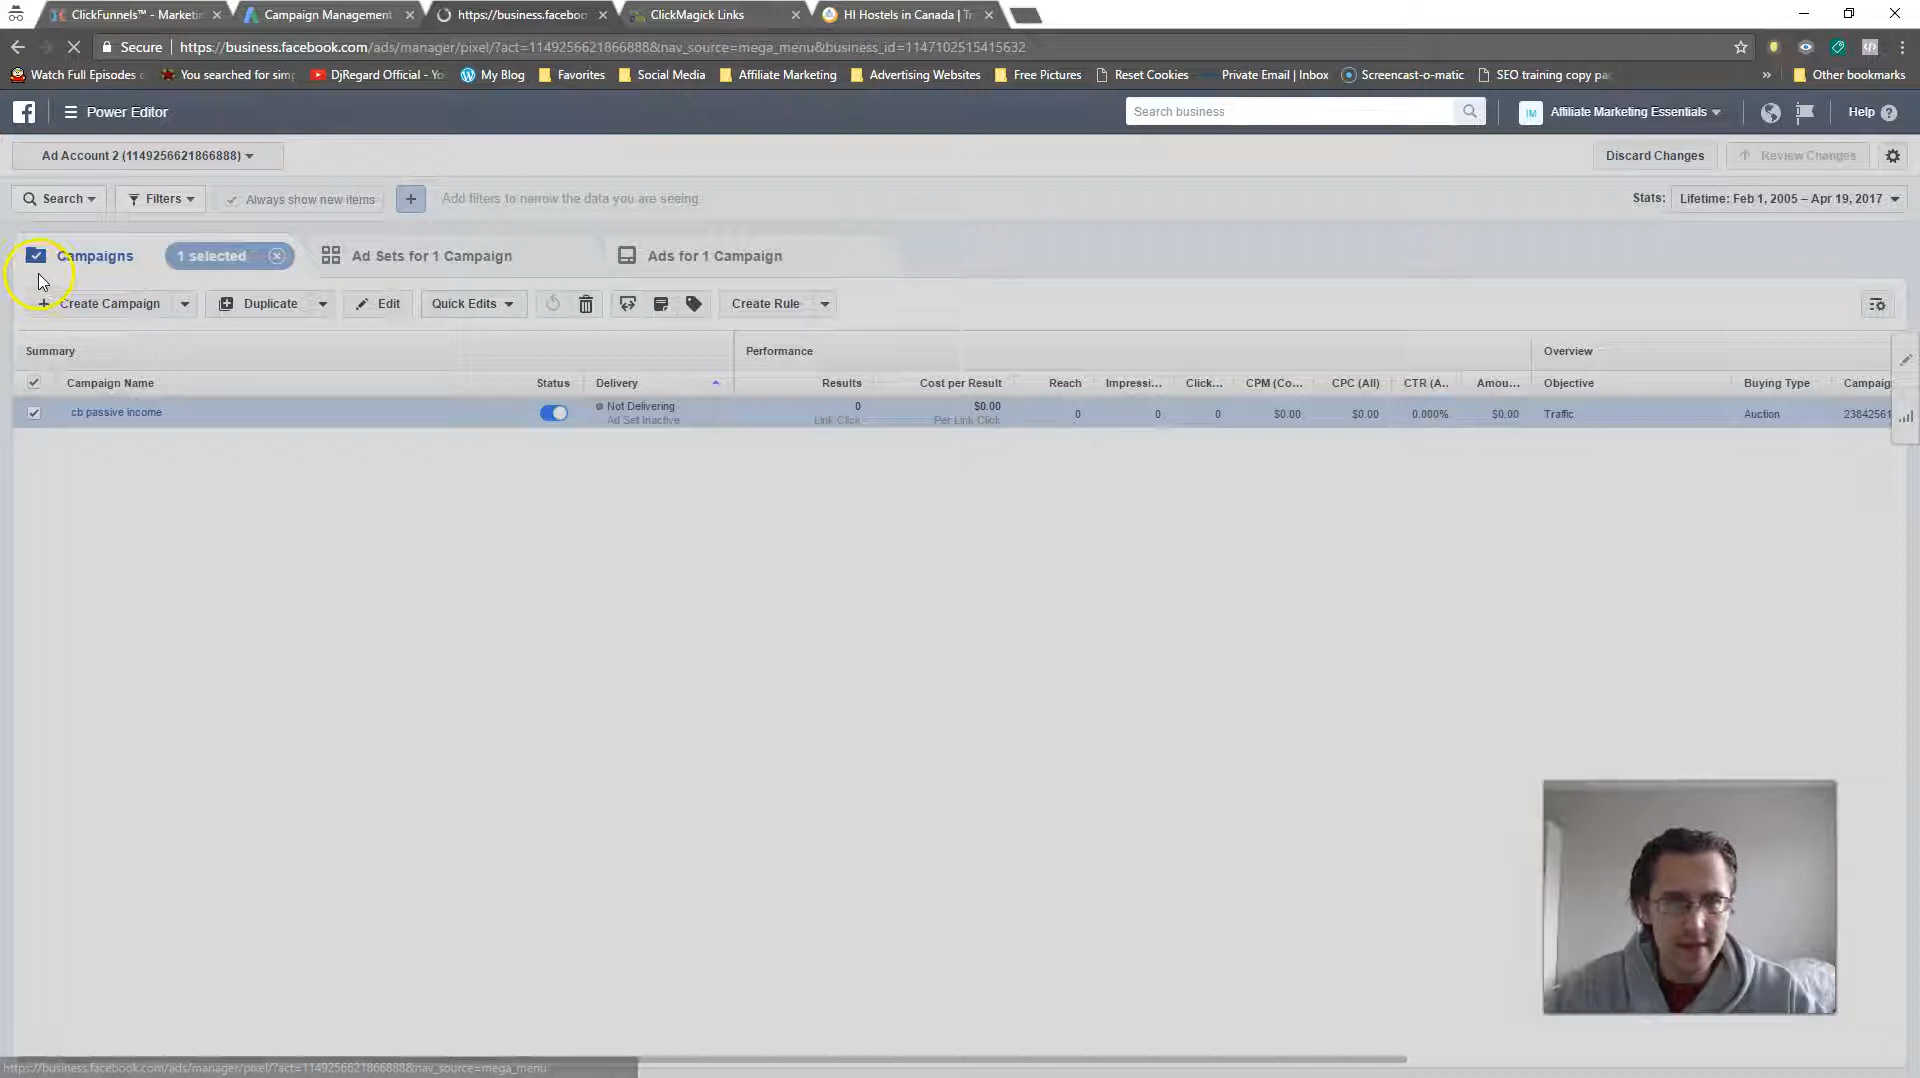 ClickFunnels™ - Marketin
Campaign Management
https://business.faceboo
ClickMagick Links
HI Hostels in Canada | Tr
Secure
https://business.facebook.com/ads/manager/pixel/?act=1149256621866888&nav_source=mega_menu&business_id=1147102515415632
Watch Full Episodes
You searched for sim
DjRegard Official - Yo
My Blog
Favorites
Social Media
Affiliate Marketing
Advertising Websites
Free Pictures
Reset Cookies
Private Email | Inbox
Screencast-o-matic
SEO training copy pa
»
Other bookmarks
Power Editor
Search business
IM
Affiliate Marketing Essentials
Help
Ad Account 2 (1149256621866888)
Discard Changes
Review Changes
Search
Filters
Always show new items
+
Add filters to narrow the data you are seeing.
Stats:
Lifetime: Feb 1, 2005 – Apr 19, 2017
Campaigns
1 selected
Ad Sets for 1 Campaign
Ads for 1 Campaign
+ Create Campaign
Duplicate
Edit
Quick Edits
Create Rule
Summary
Performance
Overview
Campaign Name
Status
Delivery
Results
Cost per Result
Reach
Impressi...
Click...
CPM (Co...
CPC (All)
CTR (A..
Amou...
Objective
Buying Type
Campaig
cb passive income
Not Delivering
Ad Set Inactive
0
Link Click
$0.00
Per Link Click
0
0
0
$0.00
$0.00
0.000%
$0.00
Traffic
Auction
23842561
https://business.facebook.com/ads/manager/pixel/?act=1149256621866888&nav_source=mega_menu